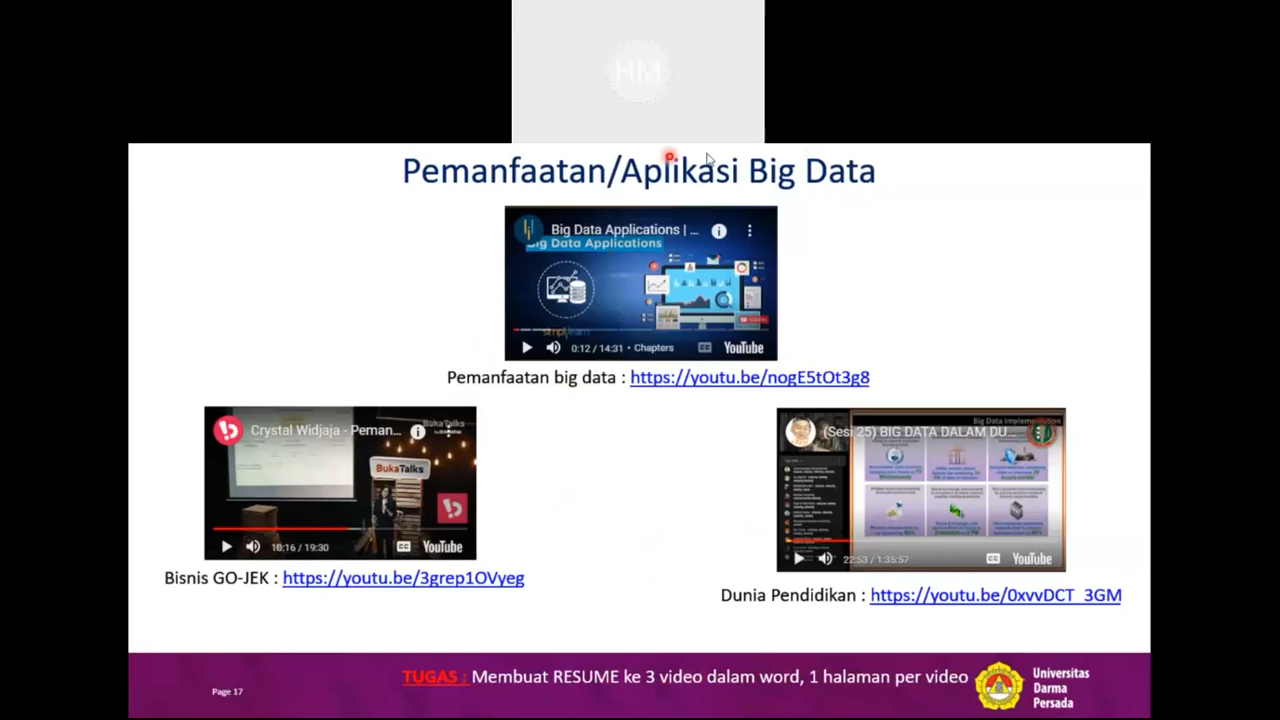 HM
Pemanfaatan/Aplikasi Big Data
Big Data Applications | ...
Big Data Applications
simplilearn
0:12 / 14:31 • Chapters
YouTube
Pemanfaatan big data : https://youtu.be/nogE5tOt3g8
Crystal Widjaja - Peman...
BukaTalks
BukaTalks
10:16 / 19:30
YouTube
Bisnis GO-JEK : https://youtu.be/3grep1OVyeg
Big Data Implementation
(Sesi 25) BIG DATA DALAM DU...
22:53 / 1:35:57
YouTube
Dunia Pendidikan : https://youtu.be/0xvvDCT_3GM
TUGAS : Membuat RESUME ke 3 video dalam word, 1 halaman per video
Page 17
Universitas
Darma
Persada